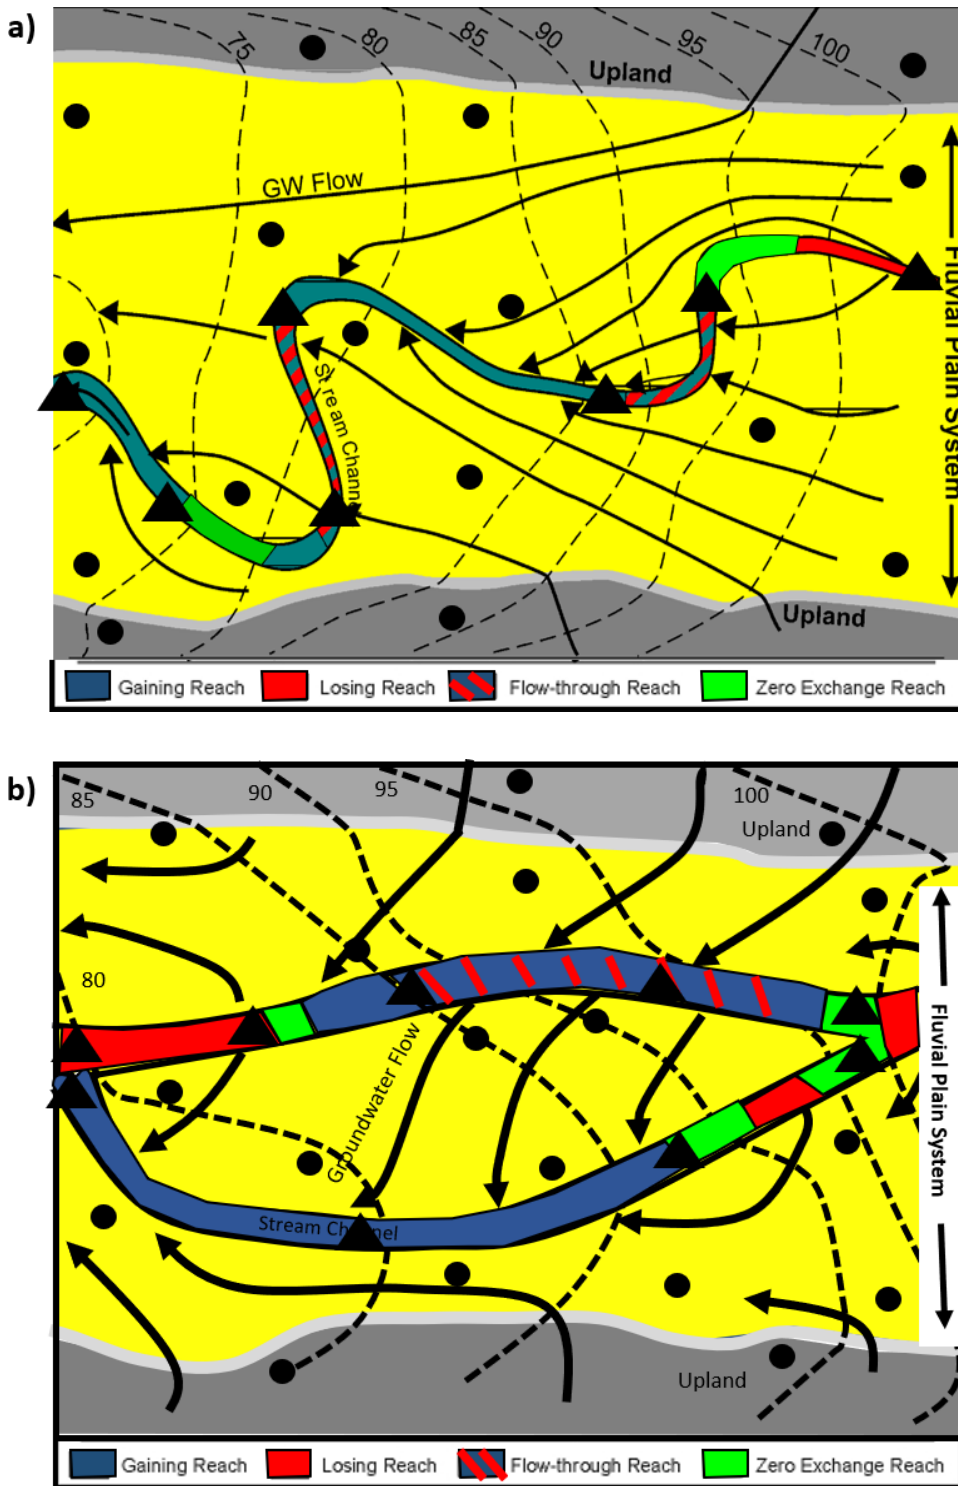 a)
75
80
85
90
95
100
Upland
GW Flow
Stream Channel
Fluvial Plain System
Upland
Gaining Reach
Losing Reach
Flow-through Reach
Zero Exchange Reach
b)
85
90
95
100
Upland
80
Groundwater Flow
Fluvial Plain System
Stream Channel
Upland
Gaining Reach
Losing Reach
Flow-through Reach
Zero Exchange Reach